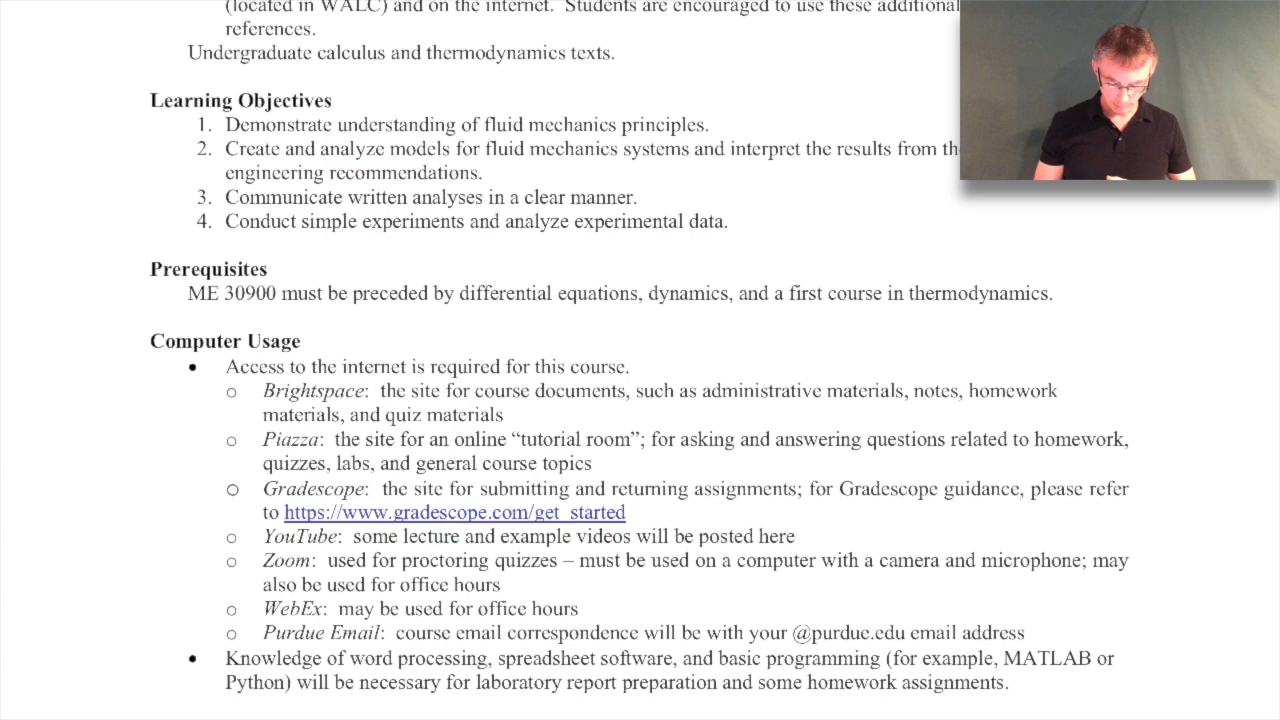 (located in WALC) and on the internet.  Students are encouraged to use these additional
references.
Undergraduate calculus and thermodynamics texts.
Learning Objectives
1. Demonstrate understanding of fluid mechanics principles.
2. Create and analyze models for fluid mechanics systems and interpret the results from
engineering recommendations.
3. Communicate written analyses in a clear manner.
4. Conduct simple experiments and analyze experimental data.
Prerequisites
ME 30900 must be preceded by differential equations, dynamics, and a first course in thermodynamics.
Computer Usage
• Access to the internet is required for this course.
o Brightspace:  the site for course documents, such as administrative materials, notes, homework
materials, and quiz materials
o Piazza:  the site for an online “tutorial room”; for asking and answering questions related to homework,
quizzes, labs, and general course topics
o Gradescope:  the site for submitting and returning assignments; for Gradescope guidance, please refer
to https://www.gradescope.com/get_started
o YouTube:  some lecture and example videos will be posted here
o Zoom:  used for proctoring quizzes – must be used on a computer with a camera and microphone; may
also be used for office hours
o WebEx:  may be used for office hours
o Purdue Email:  course email correspondence will be with your @purdue.edu email address
• Knowledge of word processing, spreadsheet software, and basic programming (for example, MATLAB or
Python) will be necessary for laboratory report preparation and some homework assignments.